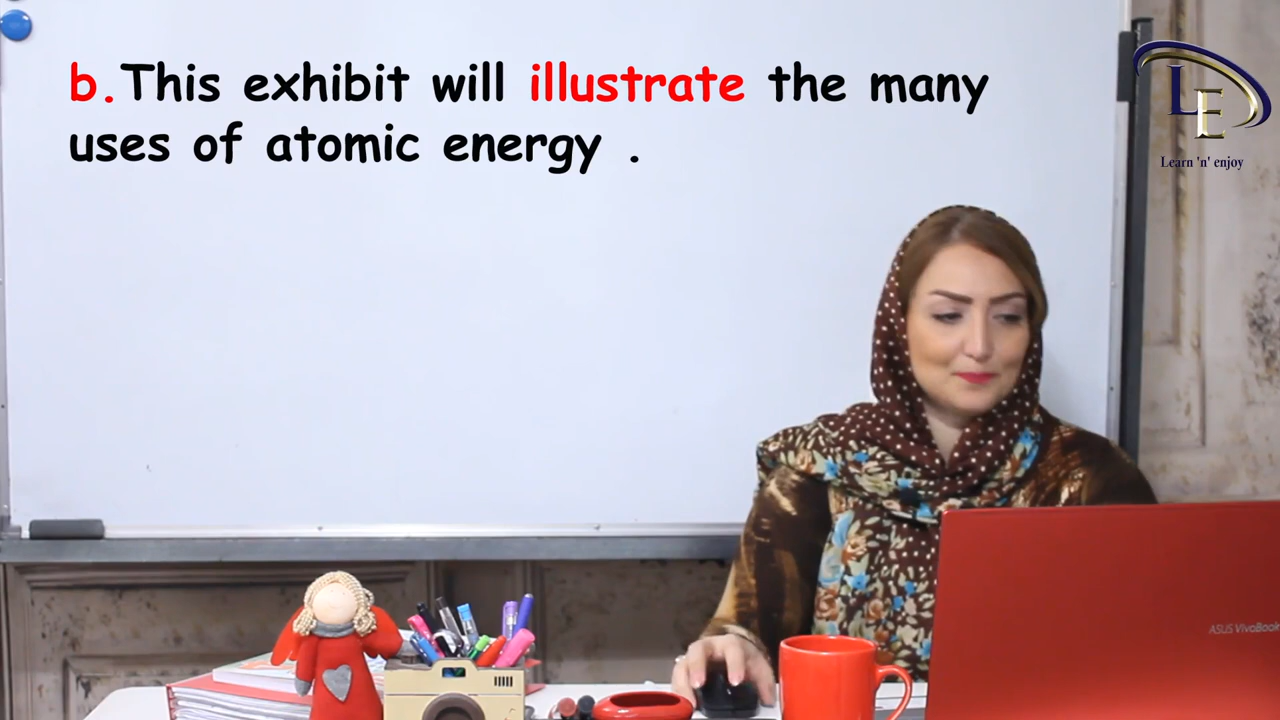 b.This exhibit will illustrate the many
uses of atomic energy .
LE
Learn 'n' enjoy
ASUS VivoBook